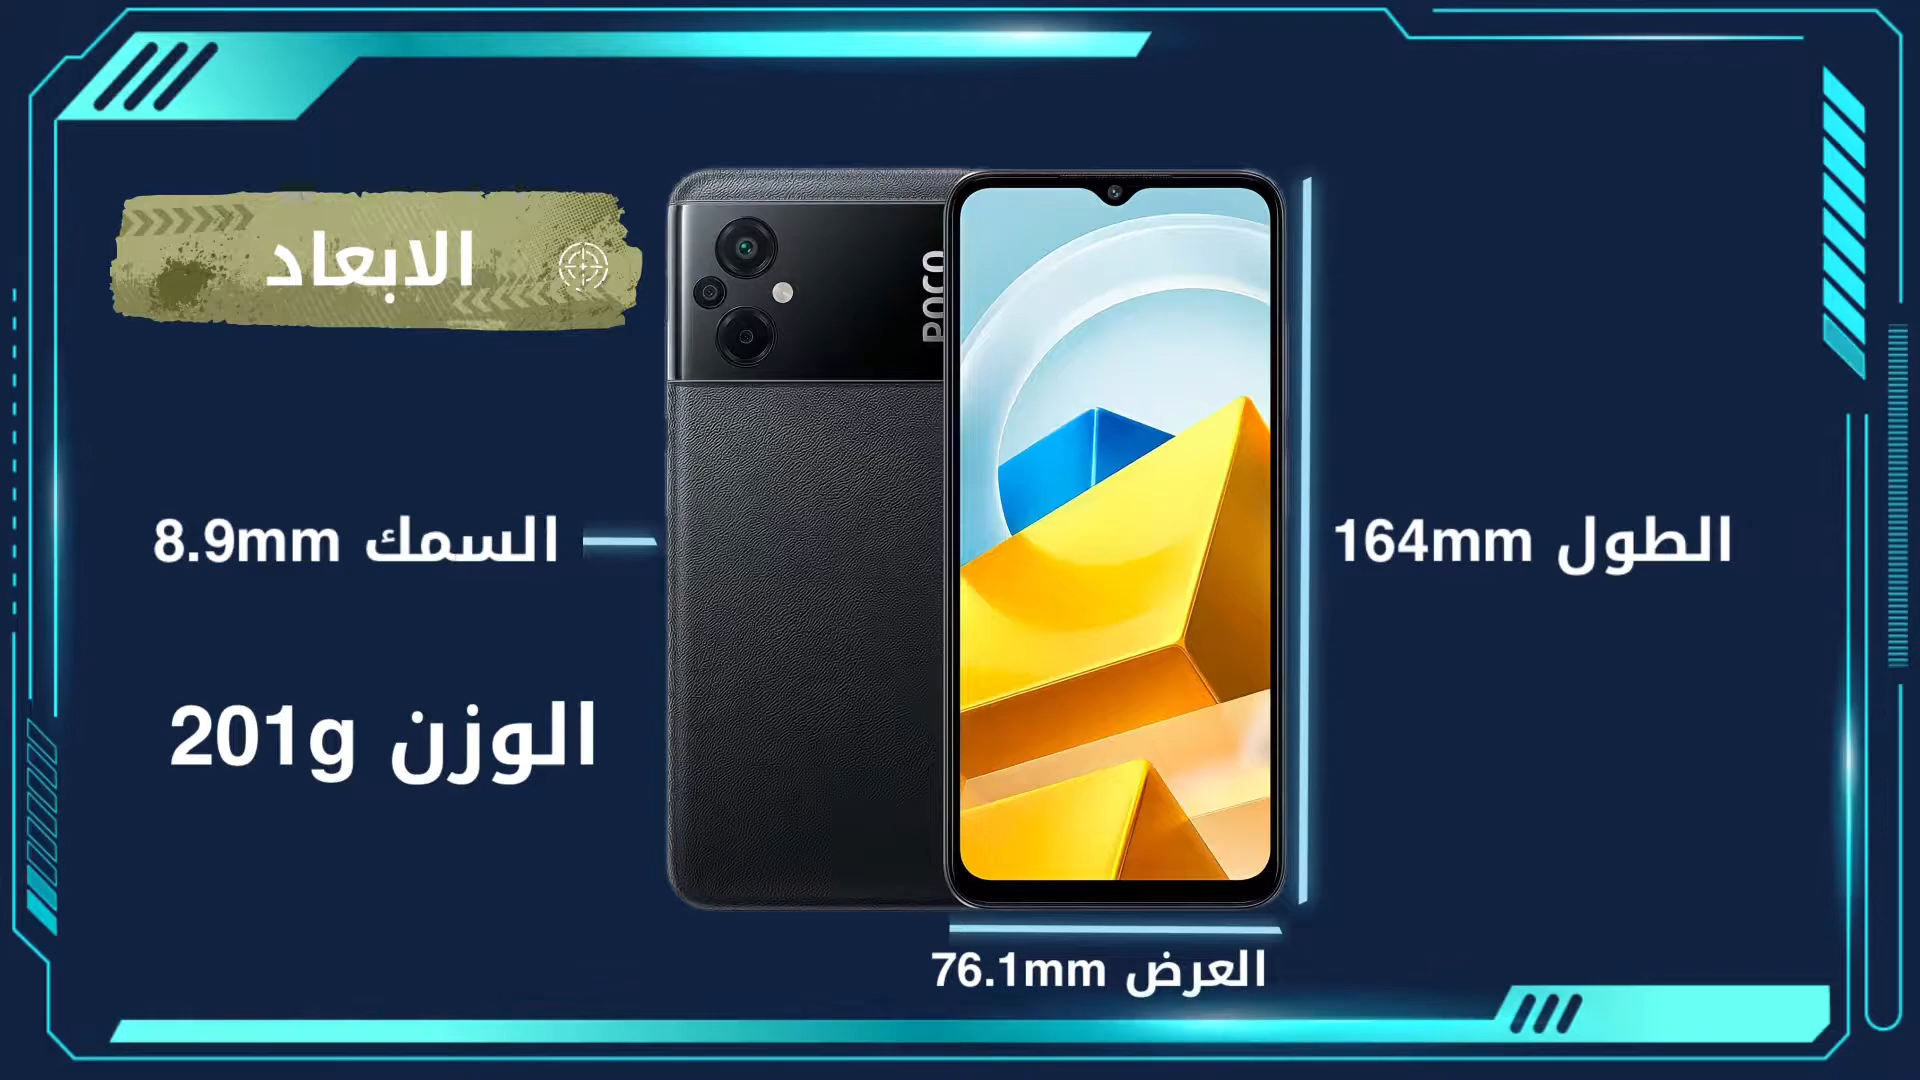 الابعاد
POCO
السمك 8.9mm
الطول 164mm
الوزن 201g
العرض 76.1mm